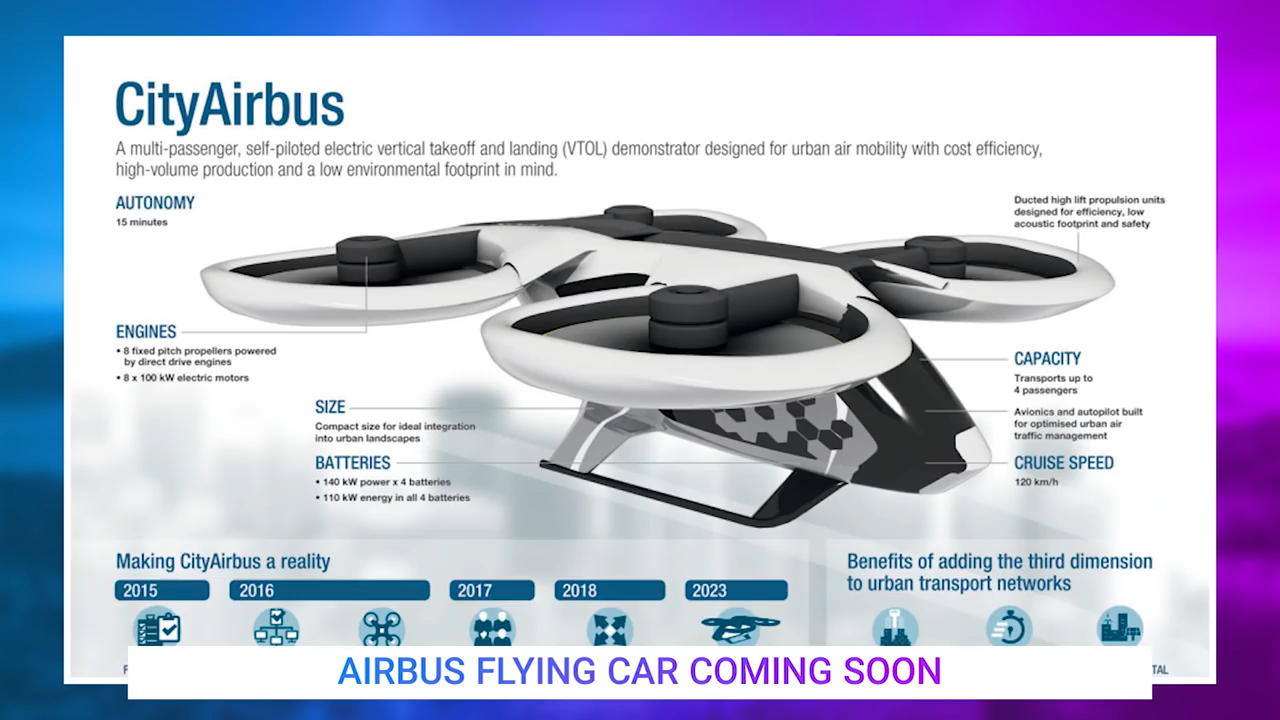 CityAirbus
A multi-passenger, self-piloted electric vertical takeoff and landing (VTOL) demonstrator designed for urban air mobility with cost efficiency,
high-volume production and a low environmental footprint in mind.
AUTONOMY
15 minutes
Ducted high lift propulsion units
designed for efficiency, low
acoustic footprint and safety
ENGINES
• 8 fixed pitch propellers powered
by direct drive engines
• 8 x 100 kW electric motors
CAPACITY
Transports up to
4 passengers
SIZE
Compact size for ideal integration
into urban landscapes
Avionics and autopilot built
for optimised urban air
traffic management
BATTERIES
• 140 kW power x 4 batteries
• 110 kW energy in all 4 batteries
CRUISE SPEED
120 km/h
Making CityAirbus a reality
2015
2016
2017
2018
2023
Benefits of adding the third dimension
to urban transport networks
AIRBUS FLYING CAR COMING SOON